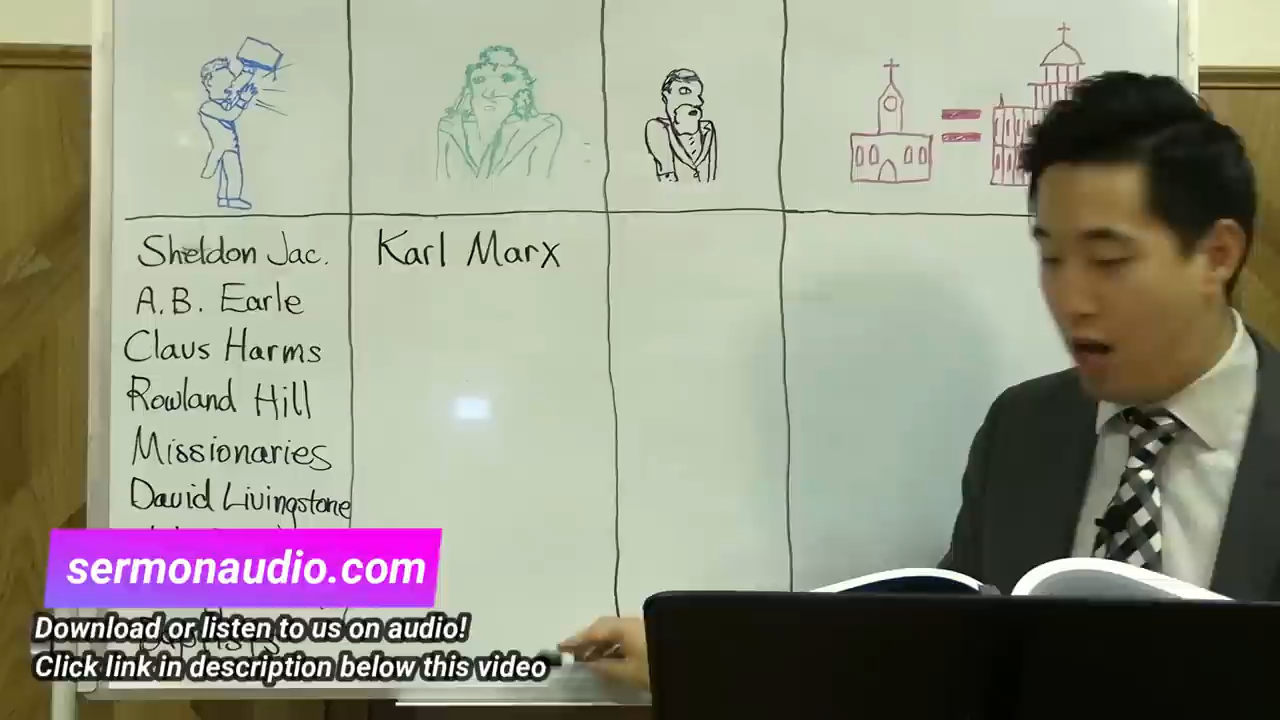 Sheldon Jac.
Karl Marx
A.B. Earle
Claus Harms
Rowland Hill
Missionaries
David Livingstone
sermonaudio.com
Download or listen to us on audio!
Click link in description below this video